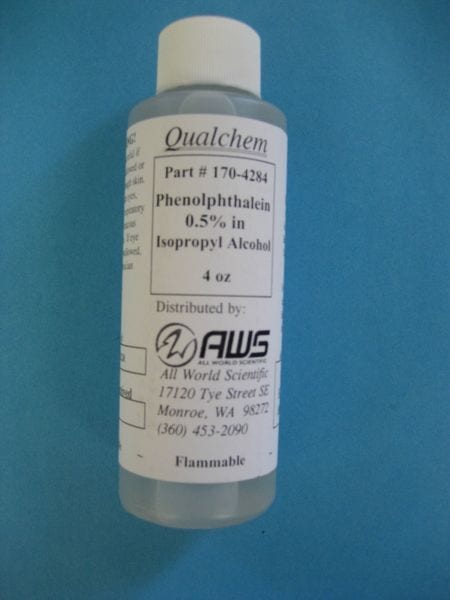 Qualchem
Part # 170-4284
Phenolphthalein
0.5% in
Isopropyl Alcohol
4 oz
Distributed by:
AWS
ALL WORLD SCIENTIFIC
All World Scientific
17120 Tye Street SE
Monroe, WA 98272
(360) 453-2090
Flammable